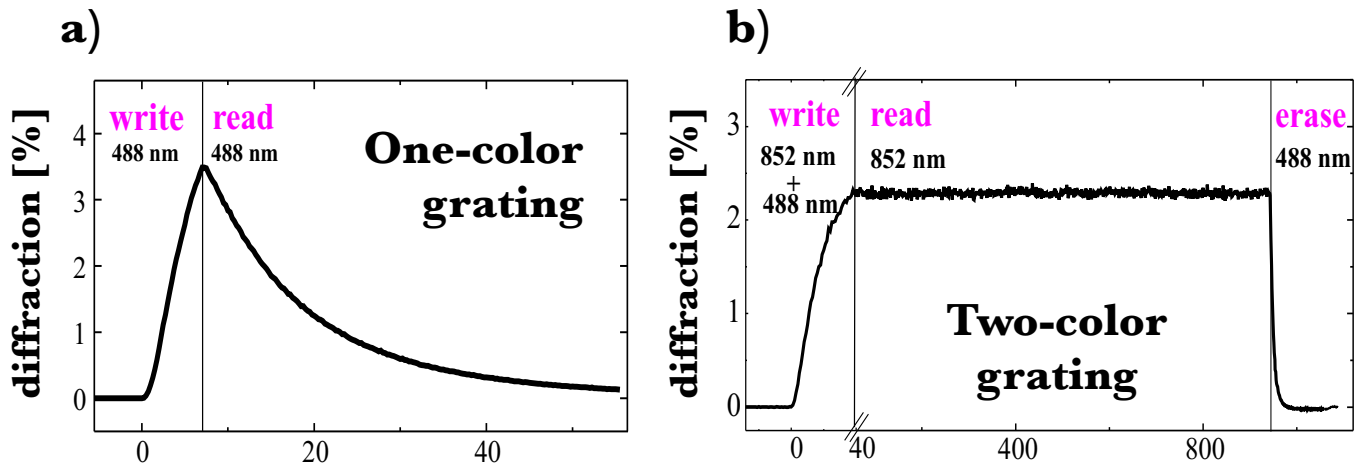 a)
diffraction [%]
write
488 nm
read
488 nm
One-color
grating
4
3
2
1
0
0
20
40
b)
diffraction [%]
write
852 nm
+
488 nm
read
852 nm
erase
488 nm
Two-color
grating
3
2
1
0
0
40
400
800